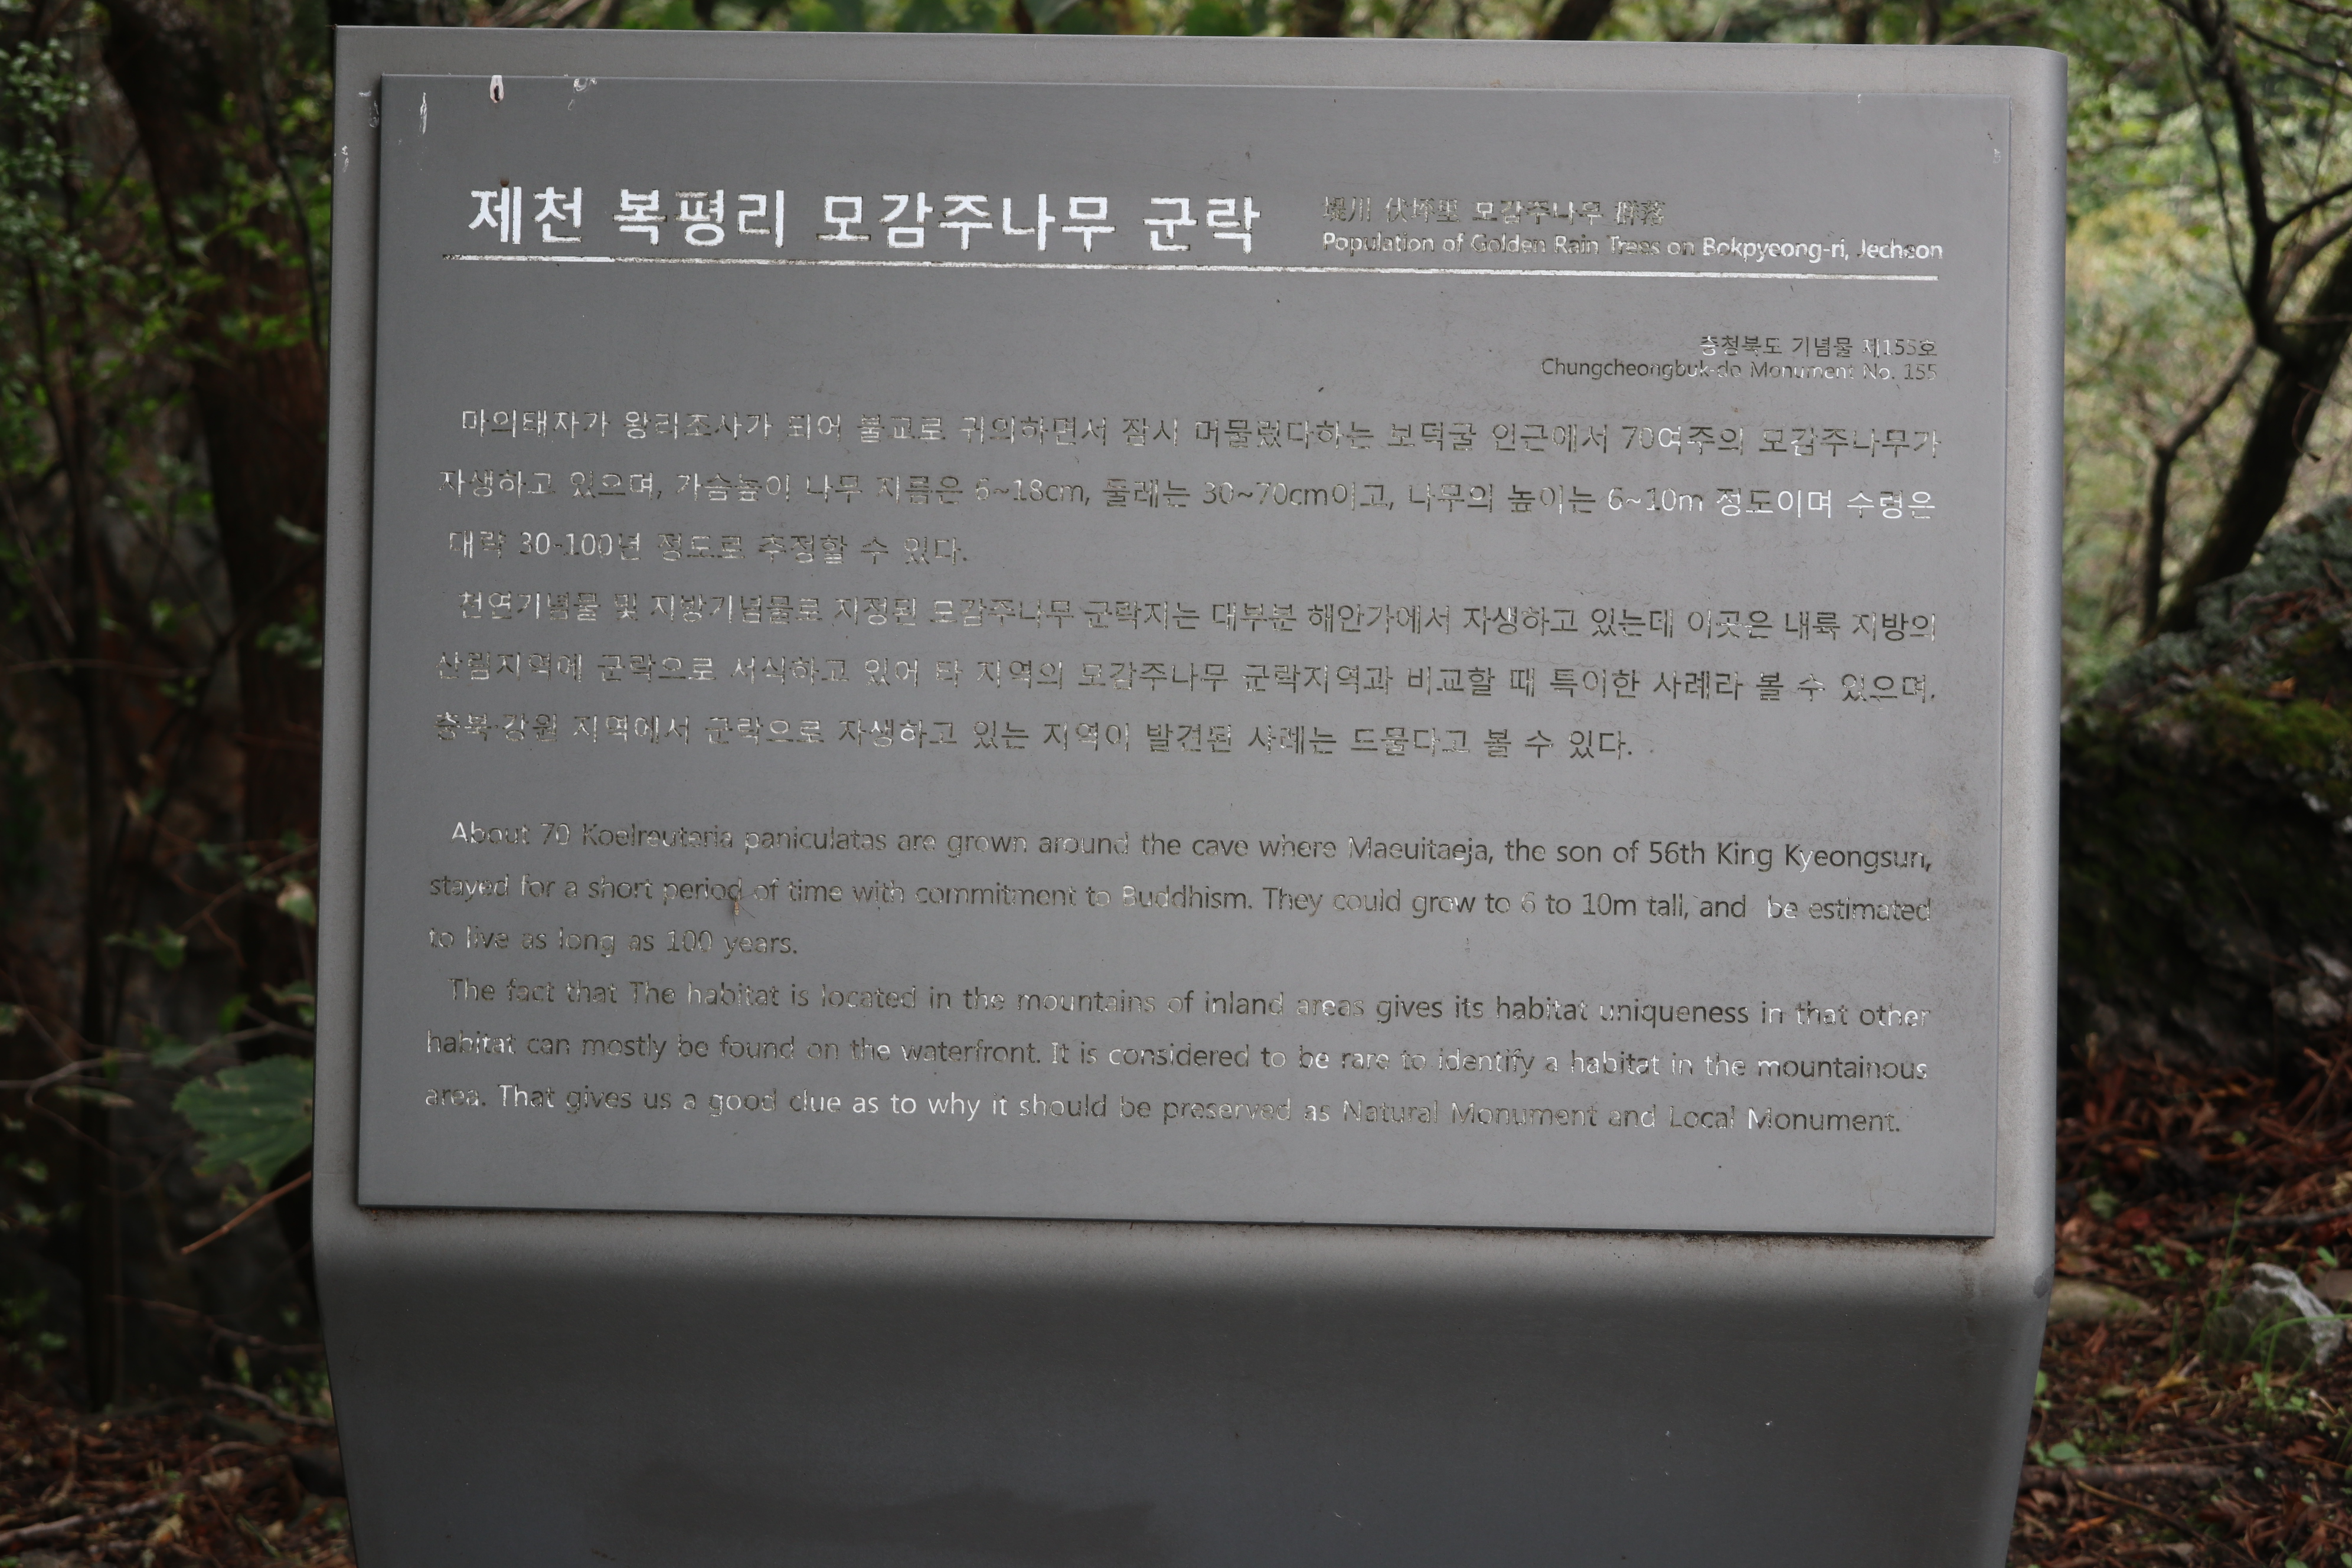 제천 복평리 모감주나무 군락
堤川 伏坪里 모감주나무 群落
Population of Golden Rain Trees on Bokpyeong-ri, Jecheon
충청북도 기념물 제155호
Chungcheongbuk-do Monument No. 155
마의태자가 왕리조사가 되어 불교로 귀의하면서 잠시 머물렀다하는 보덕굴 인근에서 70여주의 모감주나무가
자생하고 있으며, 가슴높이 나무 지름은 6~18cm, 둘레는 30~70cm이고, 나무의 높이는 6~10m 정도이며 수령은
대략 30-100년 정도로 추정할 수 있다.
천연기념물 및 지방기념물로 지정된 모감주나무 군락지는 대부분 해안가에서 자생하고 있는데 이곳은 내륙 지방의
산림지역에 군락으로 서식하고 있어 타 지역의 모감주나무 군락지역과 비교할 때 특이한 사례라 볼 수 있으며,
충북·강원 지역에서 군락으로 자생하고 있는 지역이 발견된 사례는 드물다고 볼 수 있다.
About 70 Koelreuteria paniculatas are grown around the cave where Maeuitaeja, the son of 56th King Kyeongsun,
stayed for a short period of time with commitment to Buddhism. They could grow to 6 to 10m tall, and be estimated
to live as long as 100 years.
The fact that The habitat is located in the mountains of inland areas gives its habitat uniqueness in that other
habitat can mostly be found on the waterfront. It is considered to be rare to identify a habitat in the mountainous
area. That gives us a good clue as to why it should be preserved as Natural Monument and Local Monument.